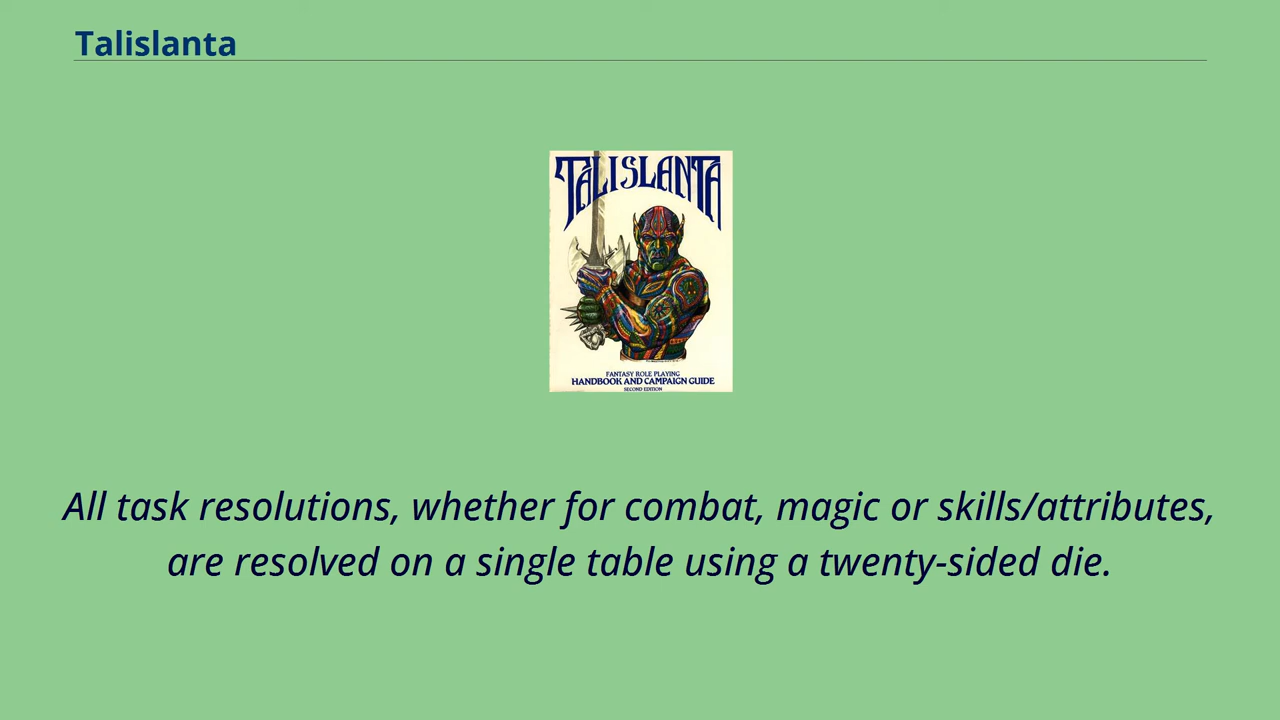 Talislanta
TALISLANTA
FANTASY ROLE PLAYING
HANDBOOK AND CAMPAIGN GUIDE
SECOND EDITION
All task resolutions, whether for combat, magic or skills/attributes,
are resolved on a single table using a twenty-sided die.